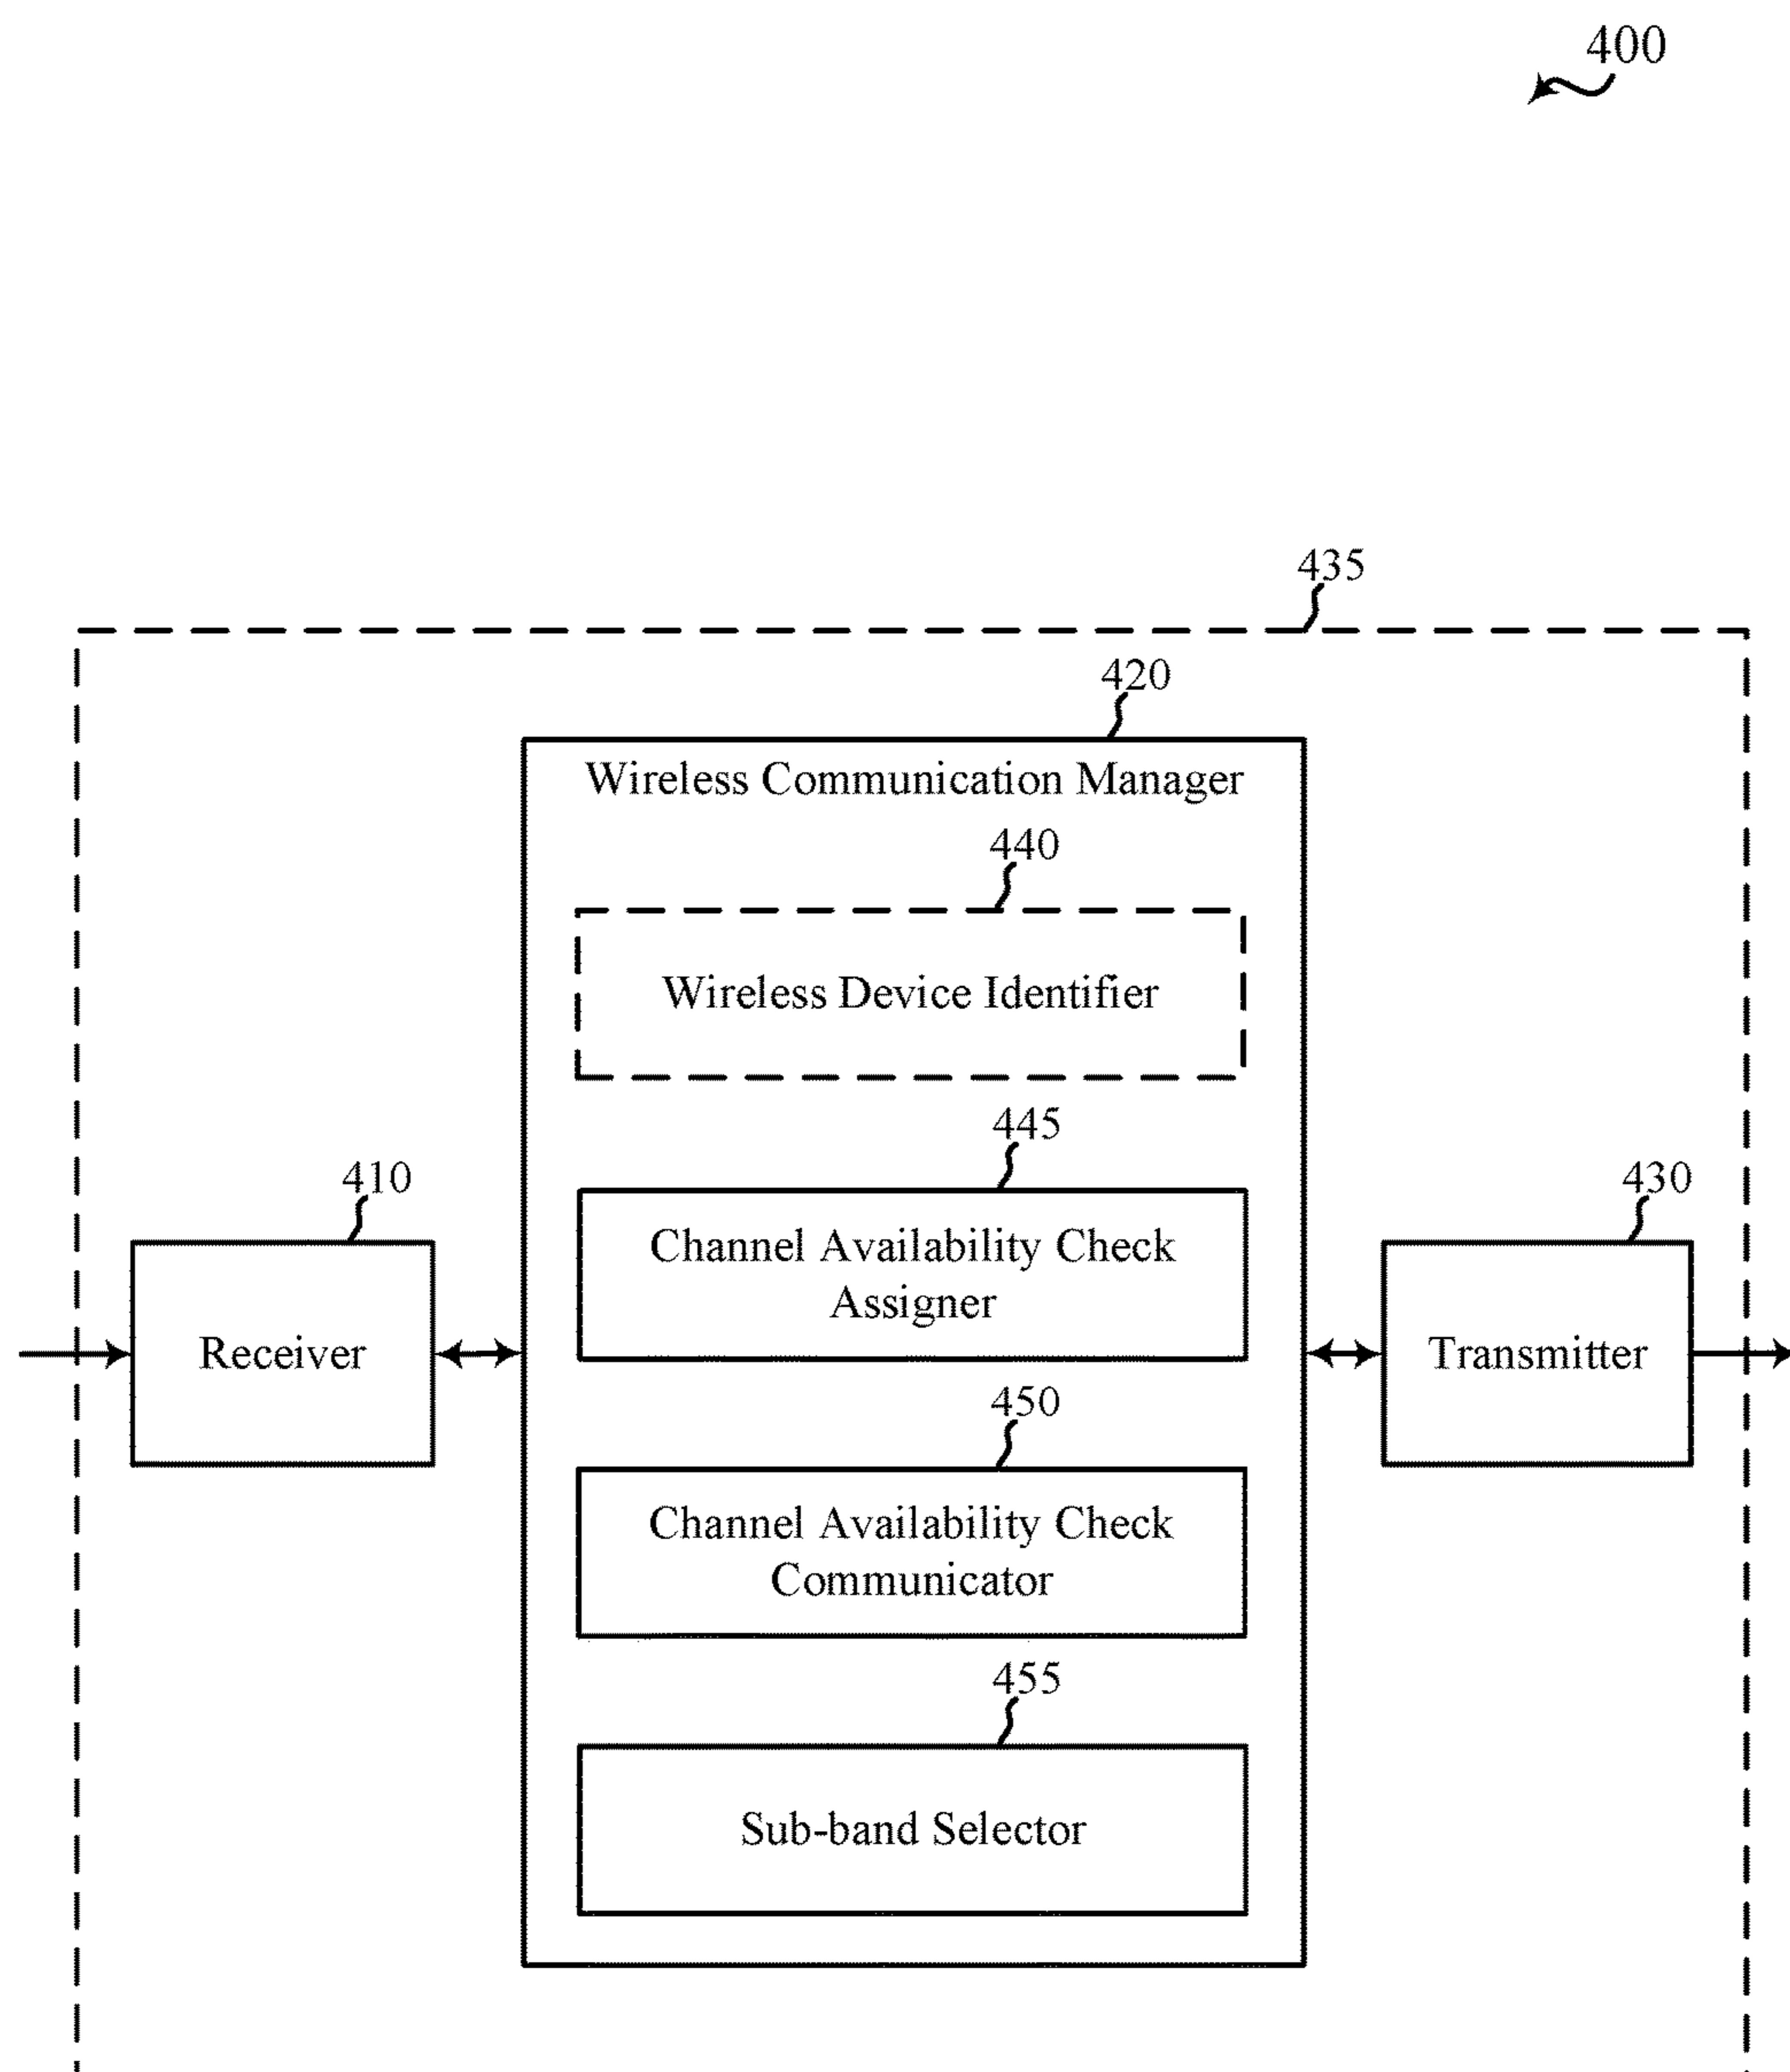 400
435
420
Wireless Communication Manager
440
Wireless Device Identifier
445
410
430
Channel Availability Check
Assigner
Receiver
Transmitter
450
Channel Availability Check
Communicator
455
Sub-band Selector